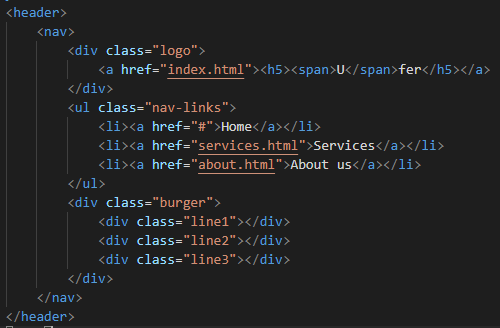 <header>
<nav>
<div class="logo">
<a href="index.html"><h5><span>U</span>fer</h5></a>
</div>
<ul class="nav-links">
<li><a href="#">Home</a></li>
<li><a href="services.html">Services</a></li>
<li><a href="about.html">About us</a></li>
</ul>
<div class="burger">
<div class="line1"></div>
<div class="line2"></div>
<div class="line3"></div>
</div>
</nav>
</header>